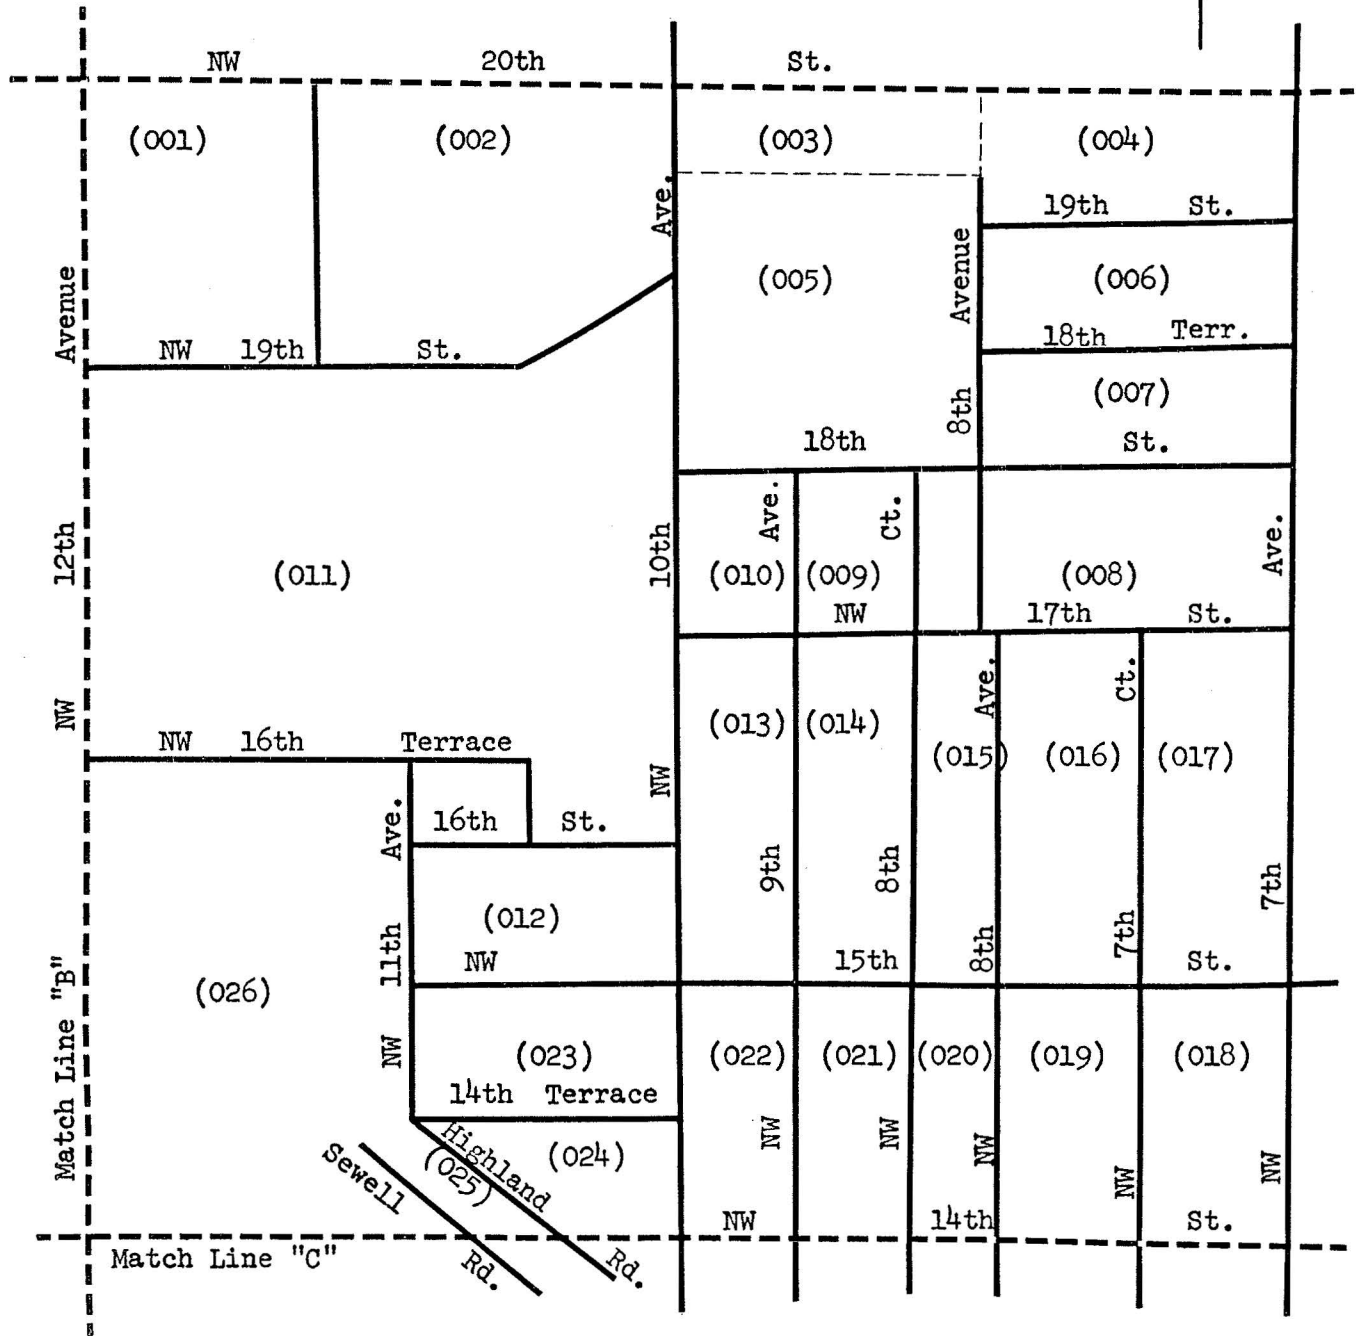 NW 20th St.
(001) (002) (003) (004)
19th St.
(005) (006)
18th Terr.
NW 19th St.
(007)
18th St.
(011) (010) (009) (008)
NW 17th St.
(013) (014) (015) (016) (017)
NW 16th Terrace
16th St.
(012)
NW 15th St.
(026)
(023) (022) (021) (020) (019) (018)
14th Terrace
(025) (024)
NW 14th St.
Match Line "C"
Match Line "B"
NW 12th Avenue
NW 11th Ave.
NW 10th Ave.
NW 9th Ave.
NW 8th Ct.
8th Avenue
NW 8th Ave.
NW 7th Ct.
NW 7th Ave.
Sewell Rd.
Highland Rd.